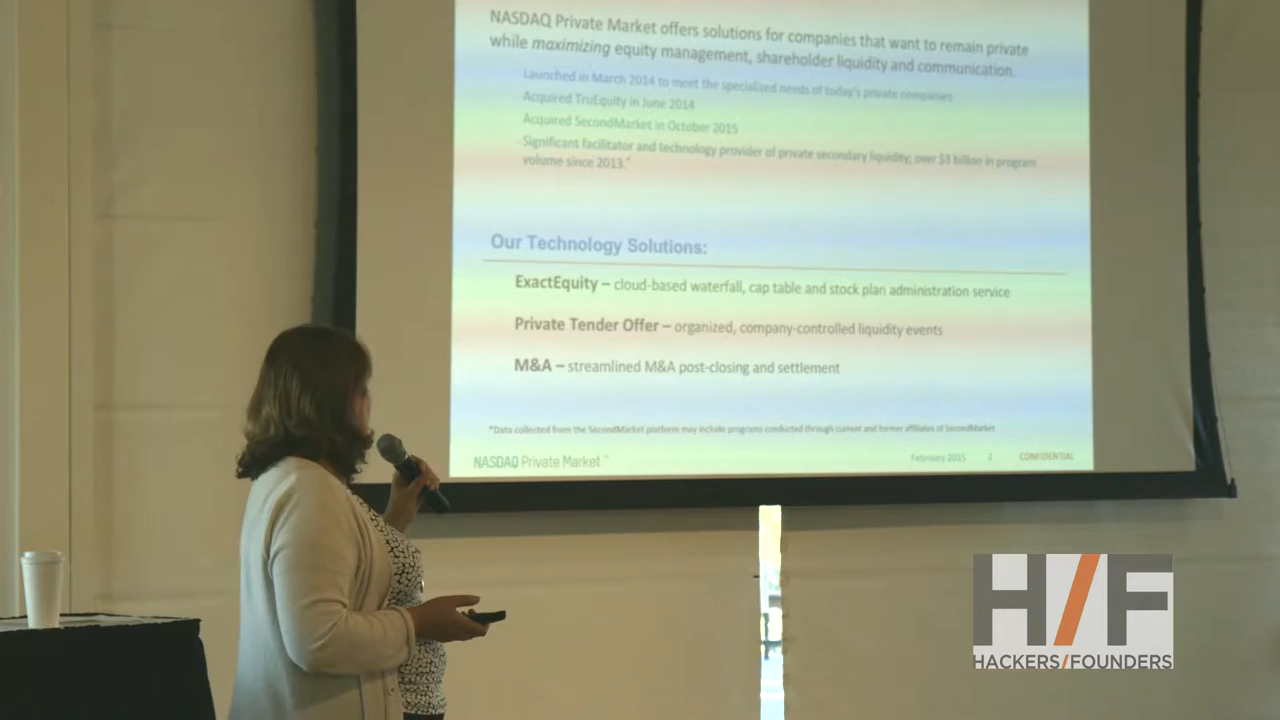 NASDAQ Private Market offers solutions for companies that want to remain private
while maximizing equity management, shareholder liquidity and communication.
Launched in March 2014 to meet the specialized needs of today's private companies
Acquired TruEquity in June 2014
Acquired SecondMarket in October 2015
Significant facilitator and technology provider of private secondary liquidity; over $3 billion in program
volume since 2013.*
Our Technology Solutions:
ExactEquity – cloud-based waterfall, cap table and stock plan administration service
Private Tender Offer – organized, company-controlled liquidity events
M&A – streamlined M&A post-closing and settlement
*Data collected from the SecondMarket platform may include programs conducted through current and former affiliates of SecondMarket
NASDAQ Private Market™
February 2015 2 CONFIDENTIAL
H/F
HACKERS/FOUNDERS